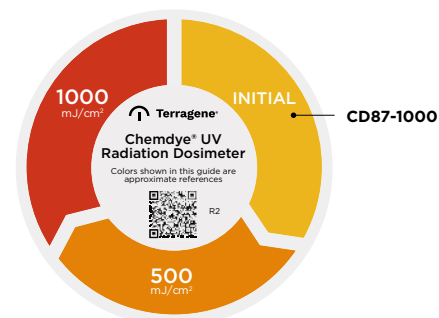 1000
mJ/cm²
INITIAL
CD87-1000
Terragene®
Chemdye® UV
Radiation Dosimeter
Colors shown in this guide are
approximate references
R2
500
mJ/cm²